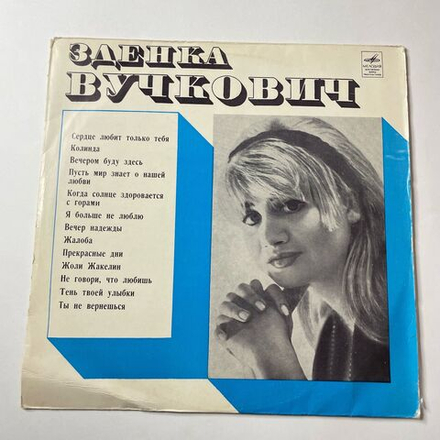 ЗДЕНКА
ВУЧКОВИЧ
МЕЛОДИЯ
Сердце любит только тебя
Колинда
Вечером буду здесь
Пусть мир знает о нашей
любви
Когда солнце здоровается
с горами
Я больше не люблю
Вечер надежды
Жалоба
Прекрасные дни
Жоли Жакелин
Не говори, что любишь
Тень твоей улыбки
Ты не вернешься